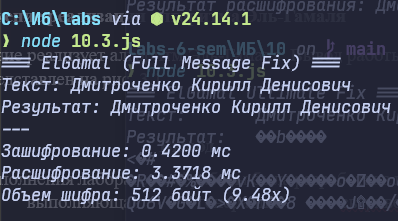 C:\ИБ\labs via ⬢ v24.14.1
❯ node 10.3.js
=== ElGamal (Full Message Fix) ===
Текст: Дмитроченко Кирилл Денисович
Результат: Дмитроченко Кирилл Денисович
---
Зашифрование: 0.4200 мс
Расшифрование: 3.3718 мс
Объем шифра: 512 байт (9.48x)